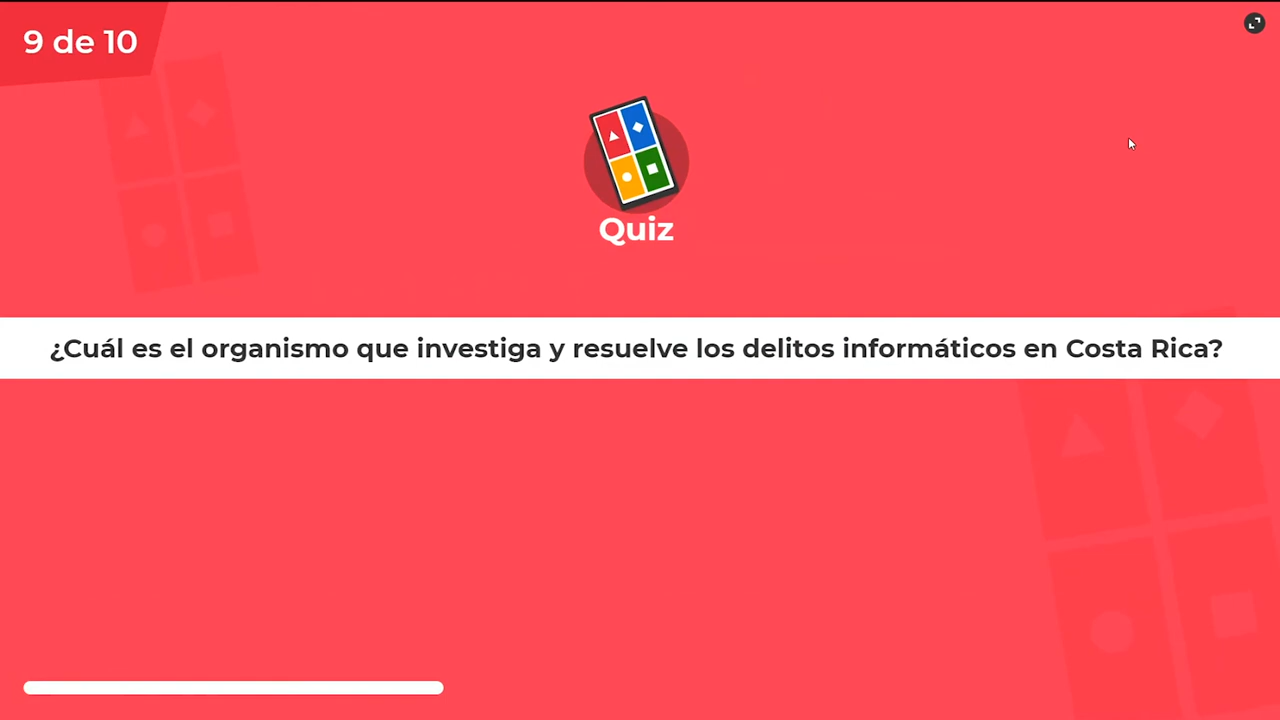 9 de 10
Quiz
¿Cuál es el organismo que investiga y resuelve los delitos informáticos en Costa Rica?